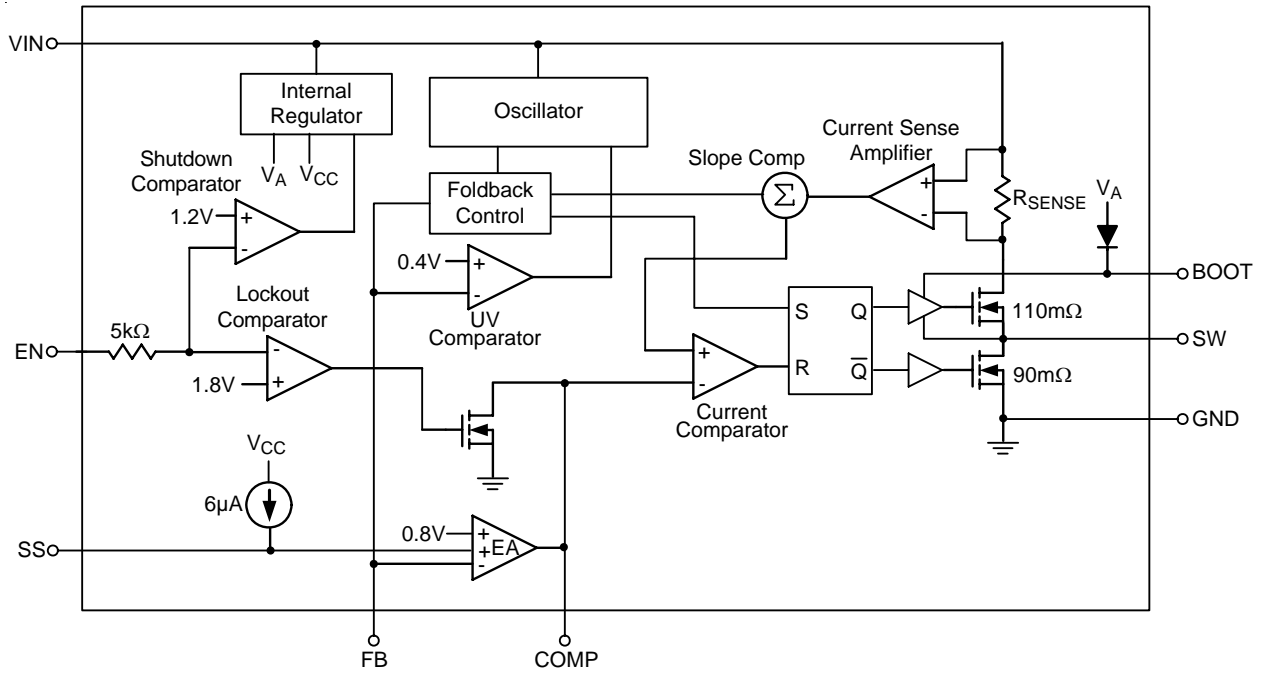 VIN
Internal
Regulator
Oscillator
Current Sense
Amplifier
Shutdown
Comparator
VA
VCC
Foldback
Control
Slope Comp
Σ
+
-
RSENSE
VA
1.2V
+
-
0.4V
+
-
UV
Comparator
BOOT
Lockout
Comparator
S
Q
110mΩ
5kΩ
EN
-
+
1.8V
+
-
R
Q̅
SW
90mΩ
Current
Comparator
GND
VCC
6µA
0.8V
+
+
-
EA
SS
FB
COMP